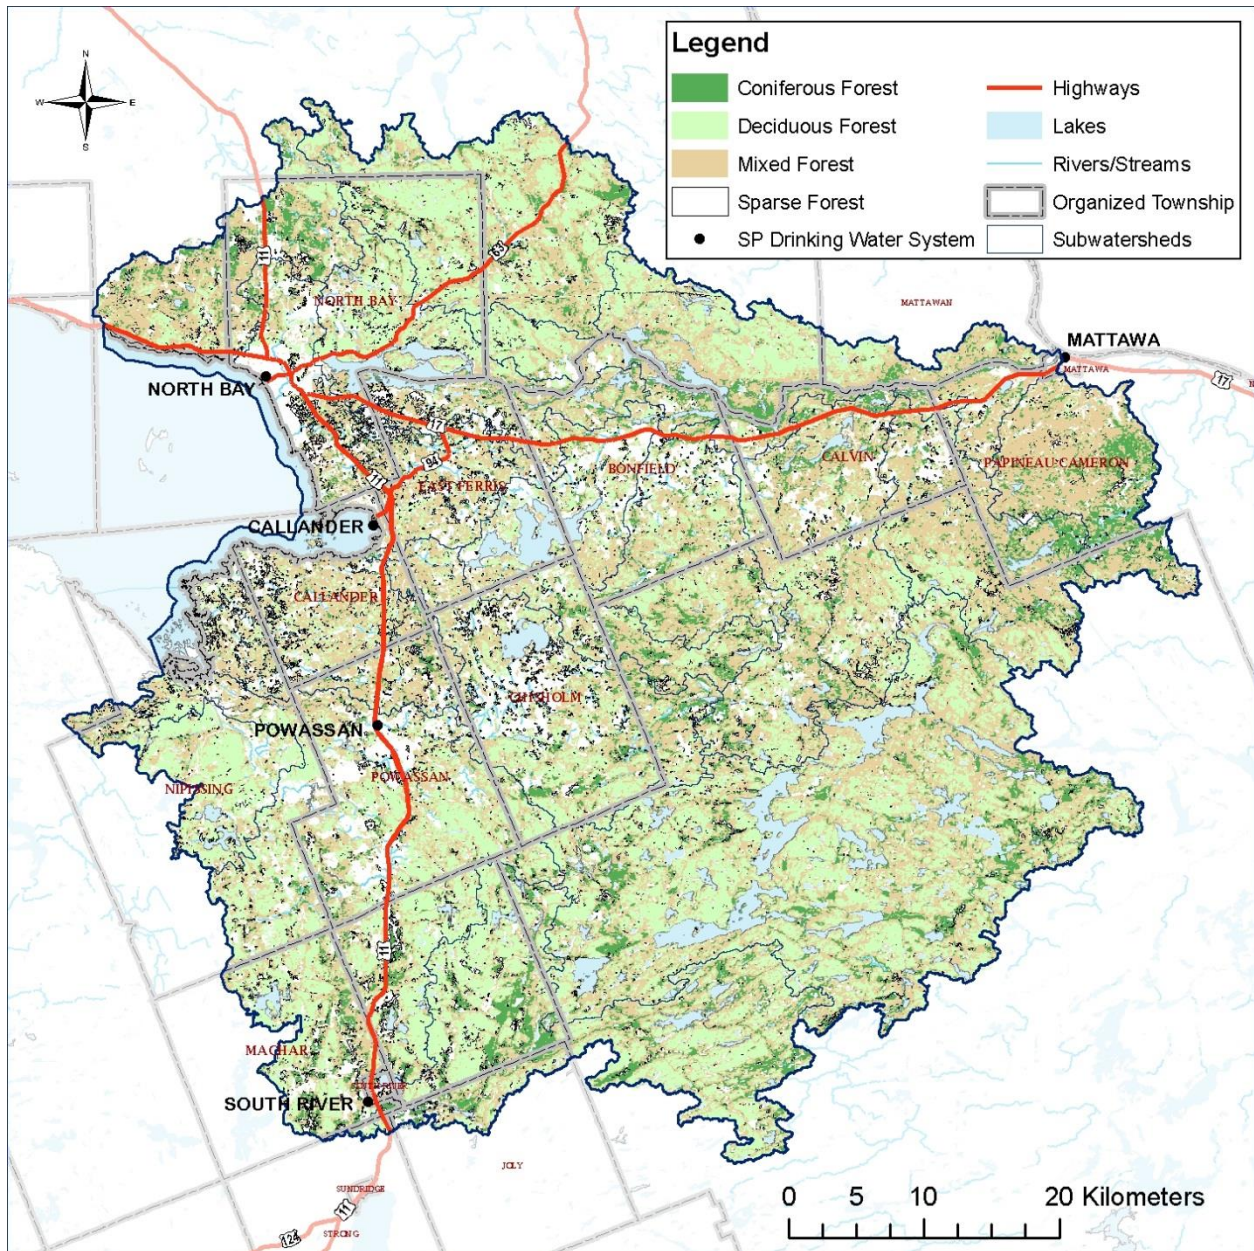 N
W
E
S
Legend
Coniferous Forest
Deciduous Forest
Mixed Forest
Sparse Forest
SP Drinking Water System
Highways
Lakes
Rivers/Streams
Organized Township
Subwatersheds
11
63
NORTH BAY
MATTAWAN
MATTAWA
MATTAWA
17
NORTH BAY
17
94
11
EAST FERRIS
BONFIELD
CALVIN
PAPINEAU-CAMERON
CALLANDER
CALLANDER
CHISHOLM
POWASSAN
POWASSAN
NIPISSING
11
MACHAR
SOUTH RIVER
SOUTH RIVER
JOLY
SUNDRIDGE
11
STRONG
124
0 5 10 20 Kilometers